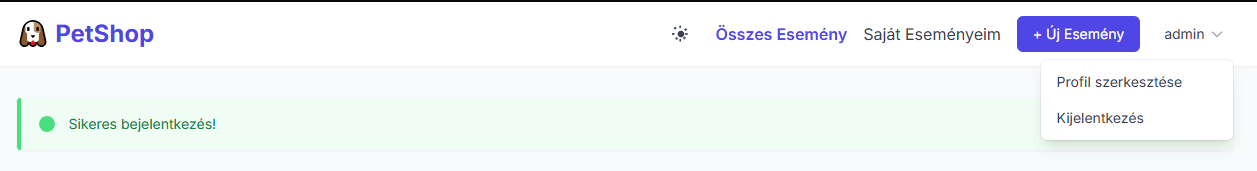 PetShop
Összes Esemény
Saját Eseményeim
+ Új Esemény
admin
Profil szerkesztése
Kijelentkezés
Sikeres bejelentkezés!